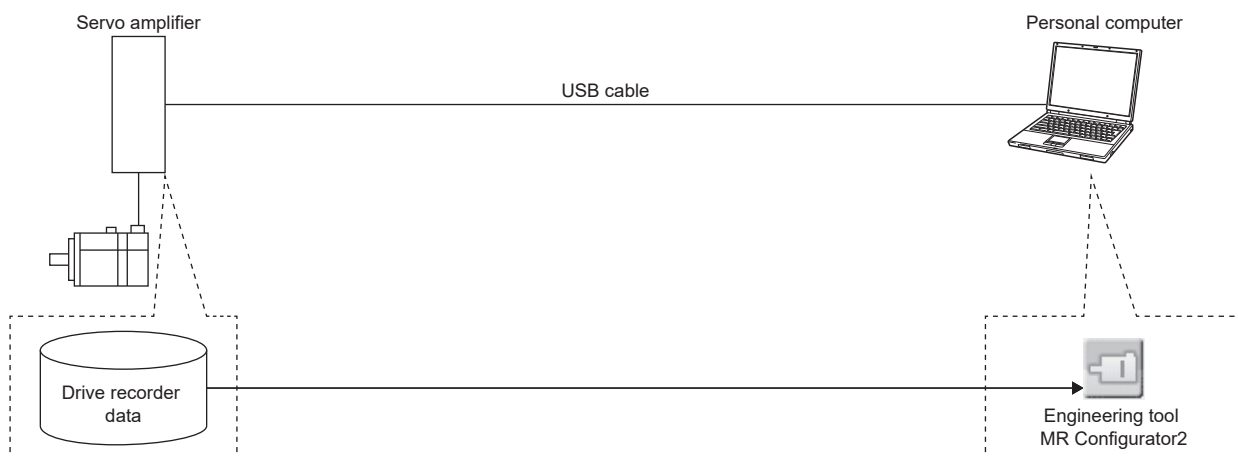 Servo amplifier
Personal computer
USB cable
Drive recorder
data
Engineering tool
MR Configurator2